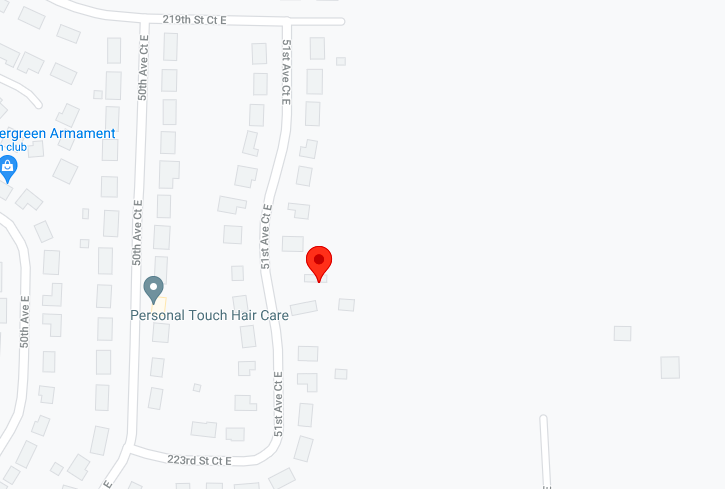 219th St Ct E
50th Ave Ct E
51st Ave Ct E
ergreen Armament
n club
50th Ave Ct E
51st Ave Ct E
50th Ave E
Personal Touch Hair Care
51st Ave Ct E
223rd St Ct E
E
E